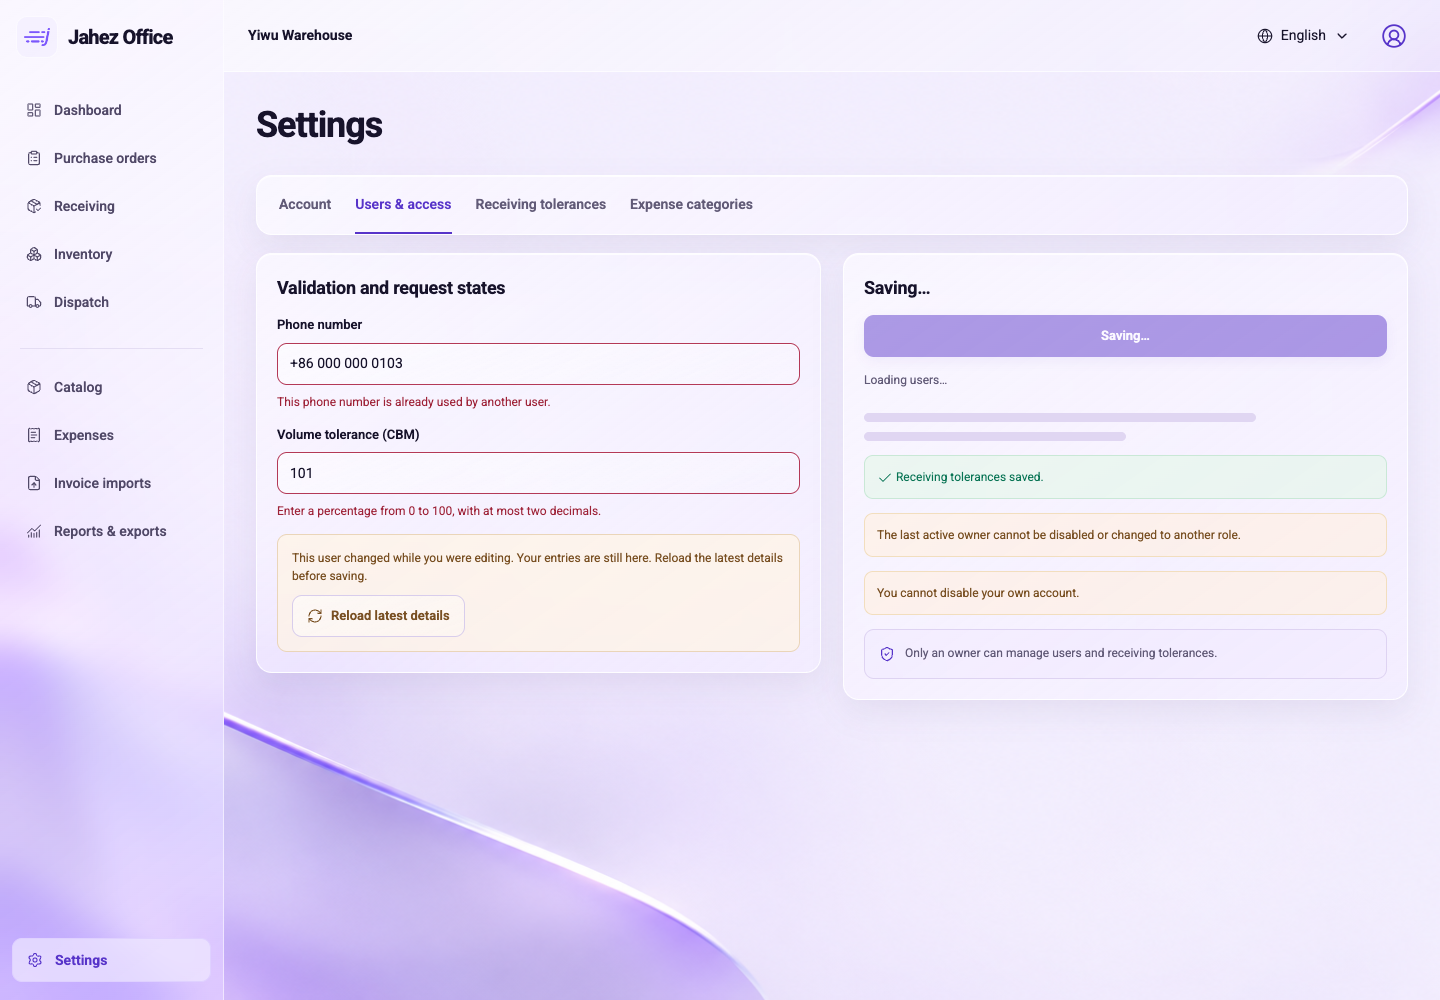 Jahez Office
Yiwu Warehouse
English
Dashboard
Purchase orders
Receiving
Inventory
Dispatch
Catalog
Expenses
Invoice imports
Reports & exports
Settings
Settings
Account
Users & access
Receiving tolerances
Expense categories
Validation and request states
Phone number
+86 000 000 0103
This phone number is already used by another user.
Volume tolerance (CBM)
101
Enter a percentage from 0 to 100, with at most two decimals.
This user changed while you were editing. Your entries are still here. Reload the latest details
before saving.
Reload latest details
Saving…
Saving…
Loading users…
Receiving tolerances saved.
The last active owner cannot be disabled or changed to another role.
You cannot disable your own account.
Only an owner can manage users and receiving tolerances.